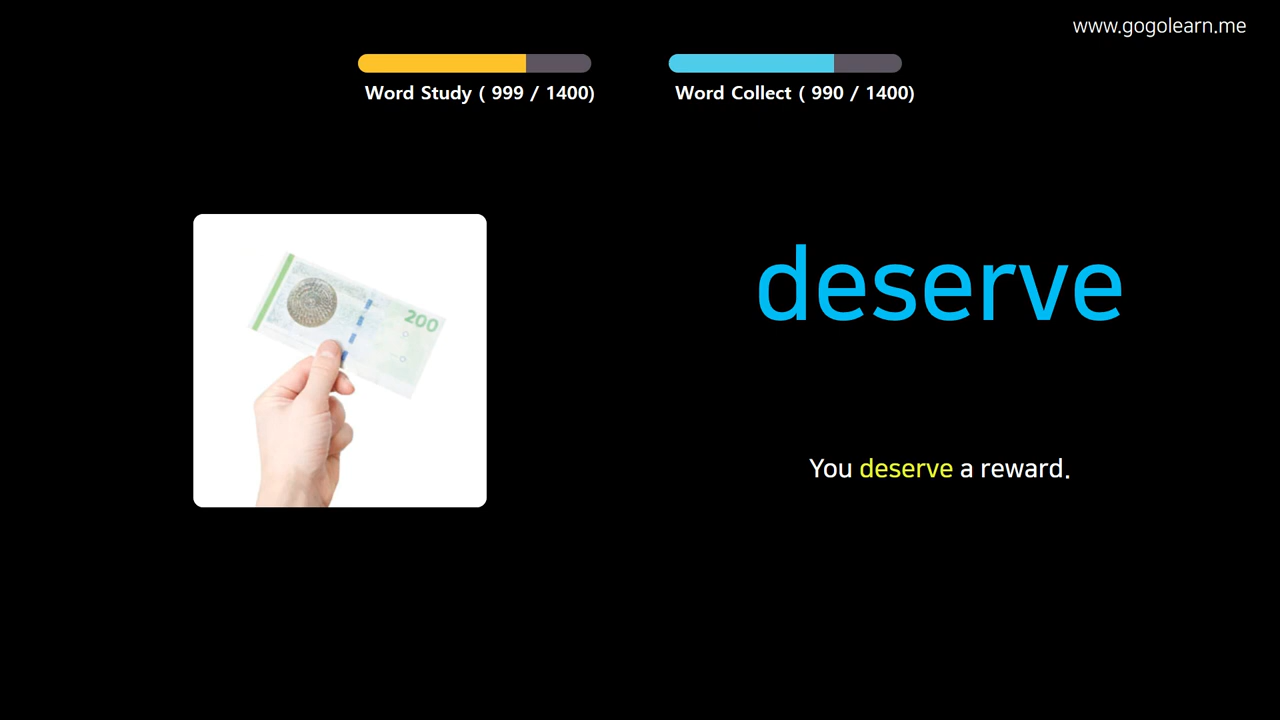 www.gogolearn.me
Word Study ( 999 / 1400)
Word Collect ( 990 / 1400)
200
deserve
You deserve a reward.